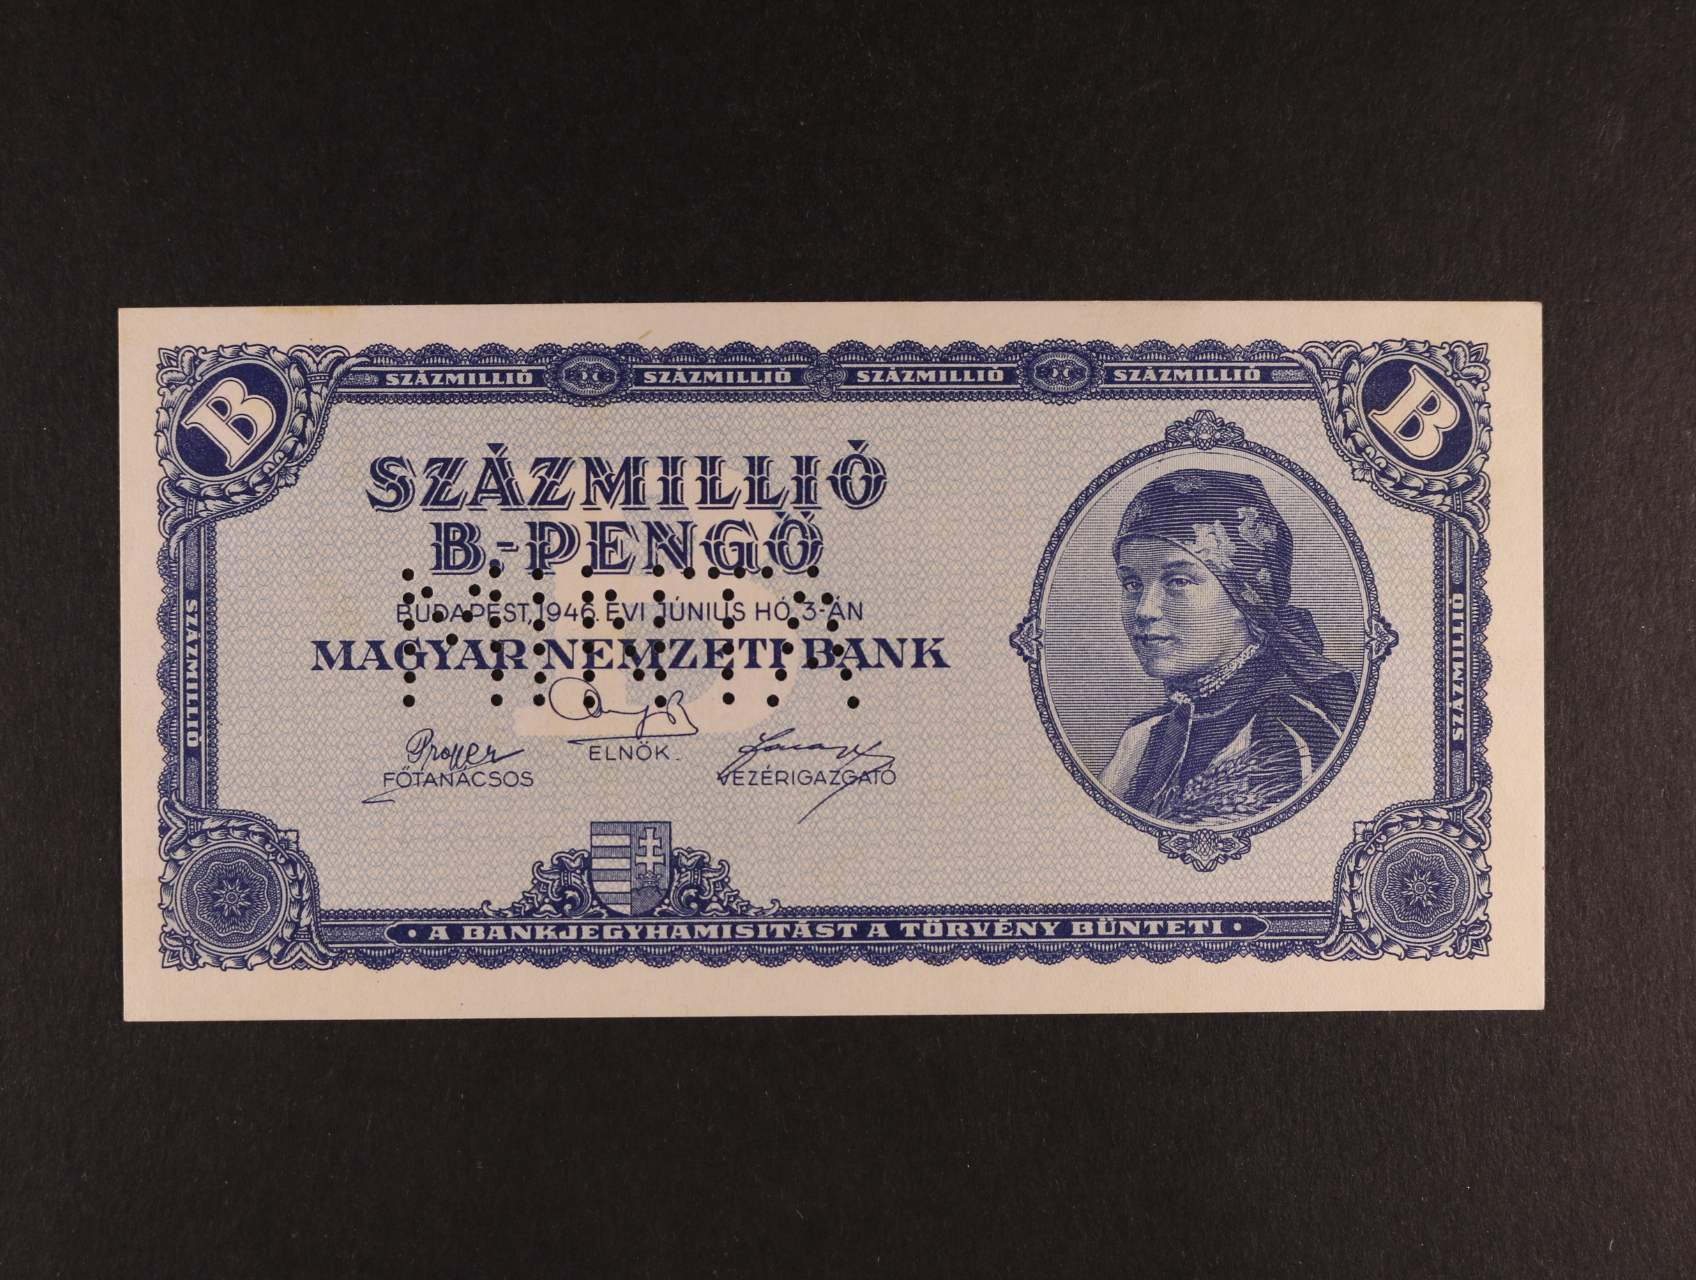 B SZÁZMILLIÓ SZÁZMILLIÓ SZÁZMILLIÓ SZÁZMILLIÓ B
SZÁZMILLIÓ
B.-PENGŐ
BUDAPEST, 1946. ÉVI JÚNIUS HÓ 3-ÁN
MAGYAR NEMZETI BANK
MINTA
ELNÖK.
FŐTANÁCSOS VEZÉRIGAZGATÓ
SZÁZMILLIÓ
SZÁZMILLIÓ
· A BANKJEGYHAMISITÁST A TÖRVÉNY BÜNTETI ·